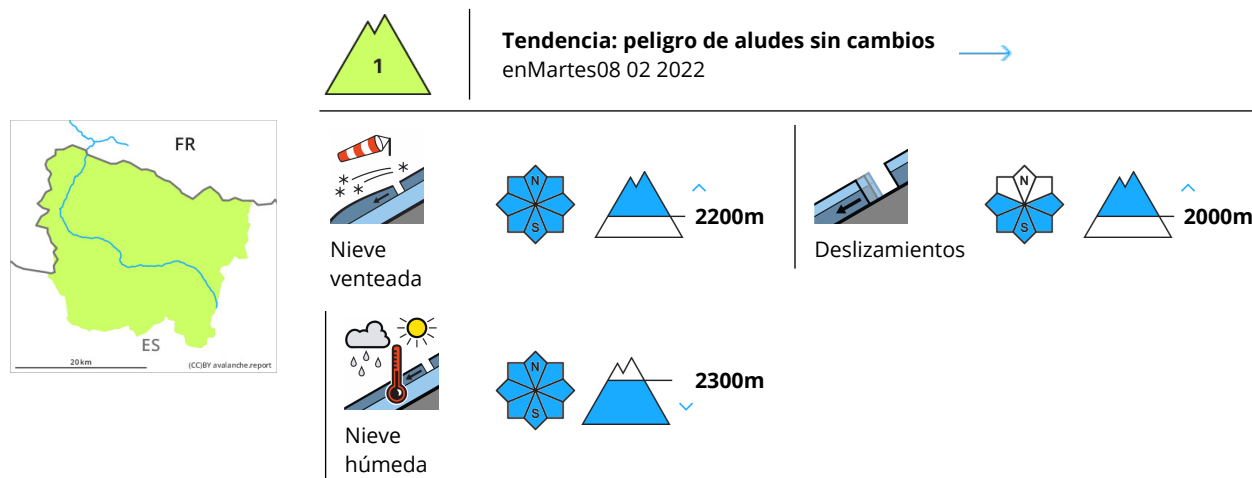 1
Tendencia: peligro de aludes sin cambios
enMartes08 02 2022
FR
ES
20 km
(CC)BY avalanche.report
N
S
2200m
Nieve
venteada
N
S
2000m
Deslizamientos
N
S
2300m
Nieve
húmeda